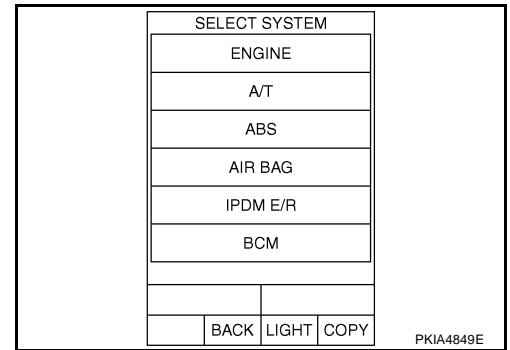 SELECT SYSTEM
ENGINE
A/T
ABS
AIR BAG
IPDM E/R
BCM
BACK LIGHT COPY
PKIA4849E